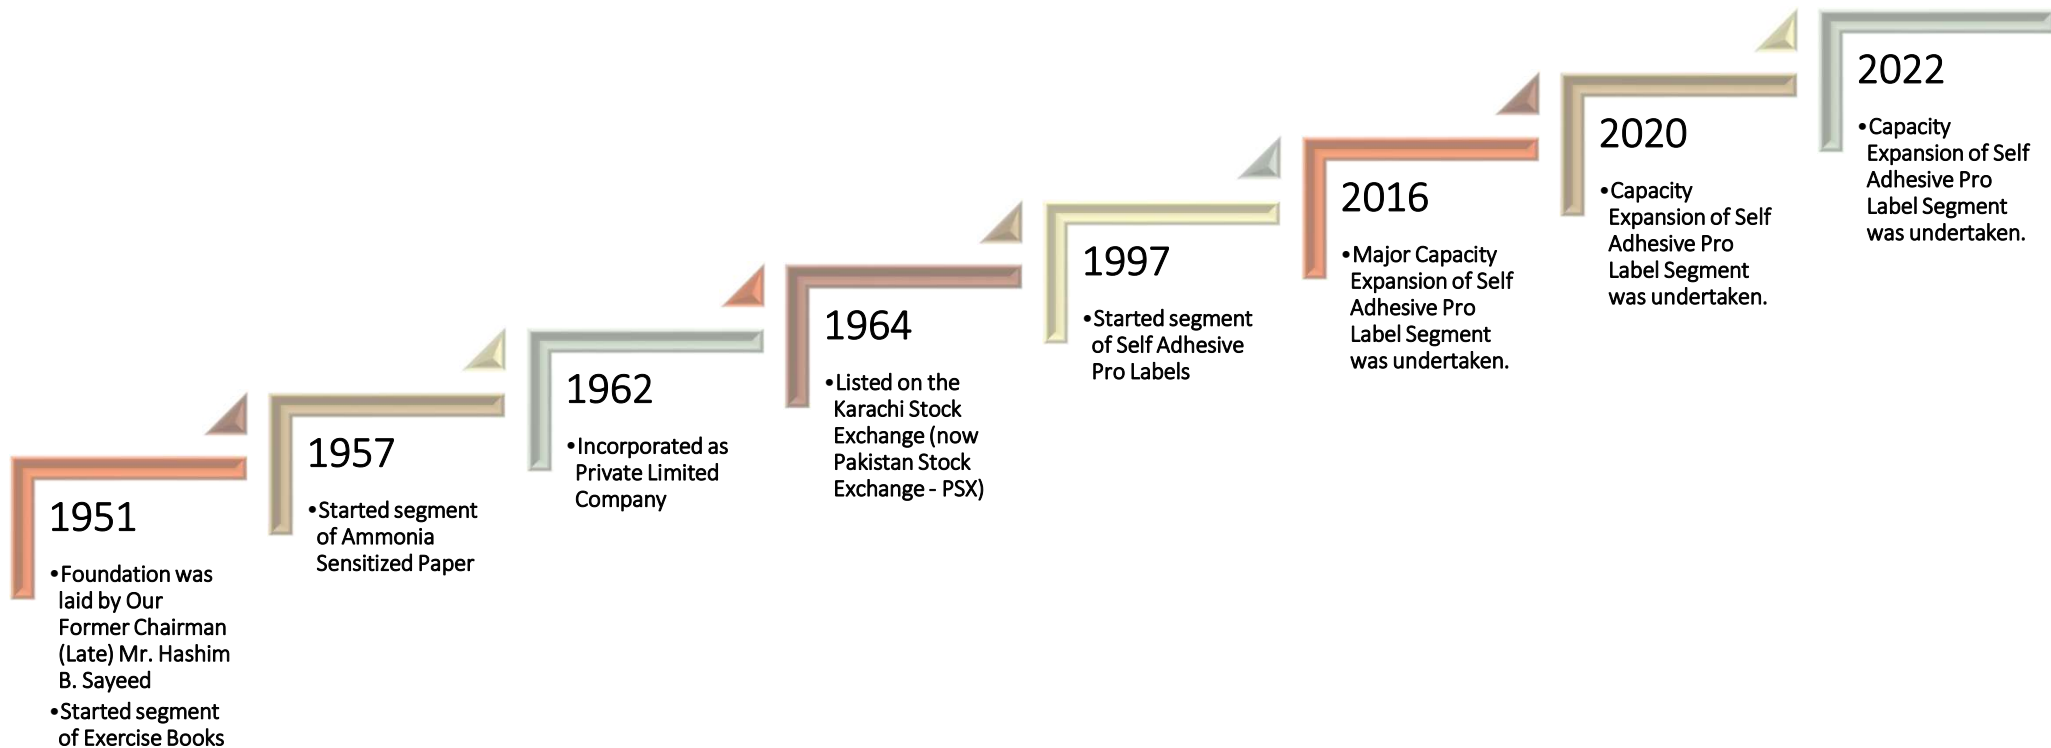 1951
•Foundation was
laid by Our
Former Chairman
(Late) Mr. Hashim
B. Sayeed
•Started segment
of Exercise Books
1957
•Started segment
of Ammonia
Sensitized Paper
1962
•Incorporated as
Private Limited
Company
1964
•Listed on the
Karachi Stock
Exchange (now
Pakistan Stock
Exchange - PSX)
1997
•Started segment
of Self Adhesive
Pro Labels
2016
•Major Capacity
Expansion of Self
Adhesive Pro
Label Segment
was undertaken.
2020
•Capacity
Expansion of Self
Adhesive Pro
Label Segment
was undertaken.
2022
•Capacity
Expansion of Self
Adhesive Pro
Label Segment
was undertaken.